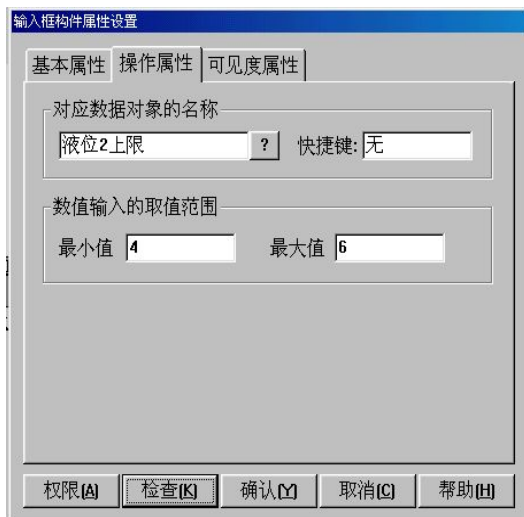 输入框构件属性设置
基本属性 操作属性 可见度属性
对应数据对象的名称
液位2上限 ? 快捷键: 无
数值输入的取值范围
最小值 4 最大值 6
权限(A) 检查(K) 确认(Y) 取消(C) 帮助(H)